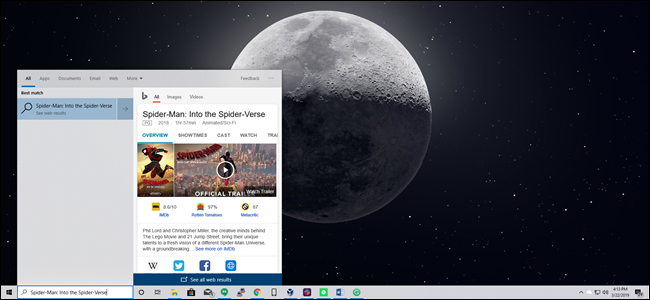 All Apps Documents Email Web More Feedback ...
Best match
Spider-Man: Into the Spider-Verse
See web results
All Images Videos
Spider-Man: Into the Spider-Verse
PG 2018 1hr 57min Animated/Sci-Fi
OVERVIEW SHOWTIMES CAST WATCH TRAI
SPIDER-MAN
OFFICIAL TRAI
Watch Trailer
8.6/10 97% 87
IMDb Rotten Tomatoes Metacritic
Phil Lord and Christopher Miller, the creative minds behind
The Lego Movie and 21 Jump Street, bring their unique
talents to a fresh vision of a different Spider-Man Universe,
with a groundbreaking... See more on IMDb
W
See all web results
Spider-Man: Into the Spider-Verse
4:13 PM
3/22/2019